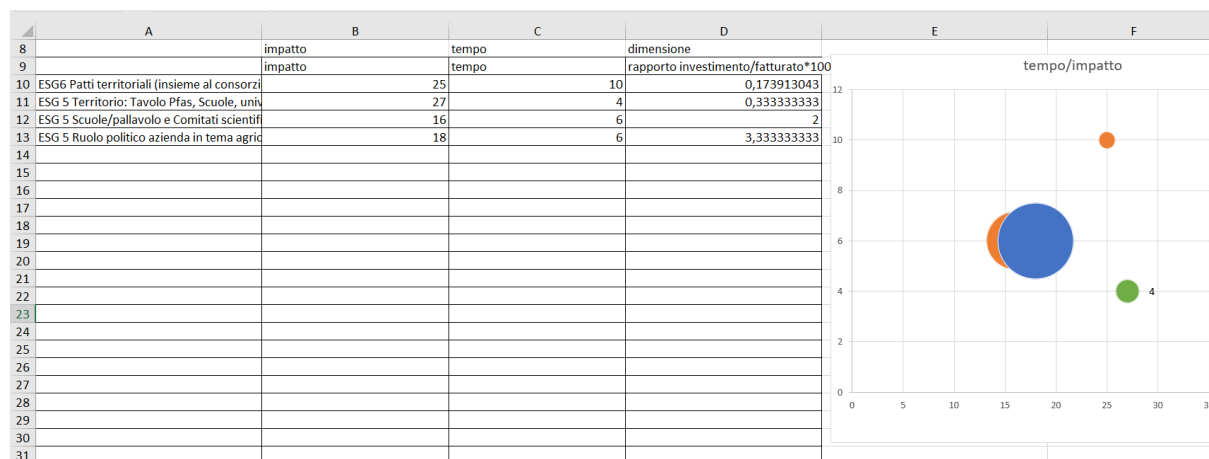 A B C D E F
8 impatto tempo dimensione
9 impatto tempo rapporto investimento/fatturato*100
10 ESG6 Patti territoriali (insieme al consorzi 25 10 0,173913043
11 ESG 5 Territorio: Tavolo Pfas, Scuole, univ 27 4 0,333333333
12 ESG 5 Scuole/pallavolo e Comitati scientifi 16 6 2
13 ESG 5 Ruolo politico azienda in tema agric 18 6 3,333333333
14
15
16
17
18
19
20
21
22
23
24
25
26
27
28
29
30
31
tempo/impatto
12
10
8
6
4 4
2
0
0 5 10 15 20 25 30 3